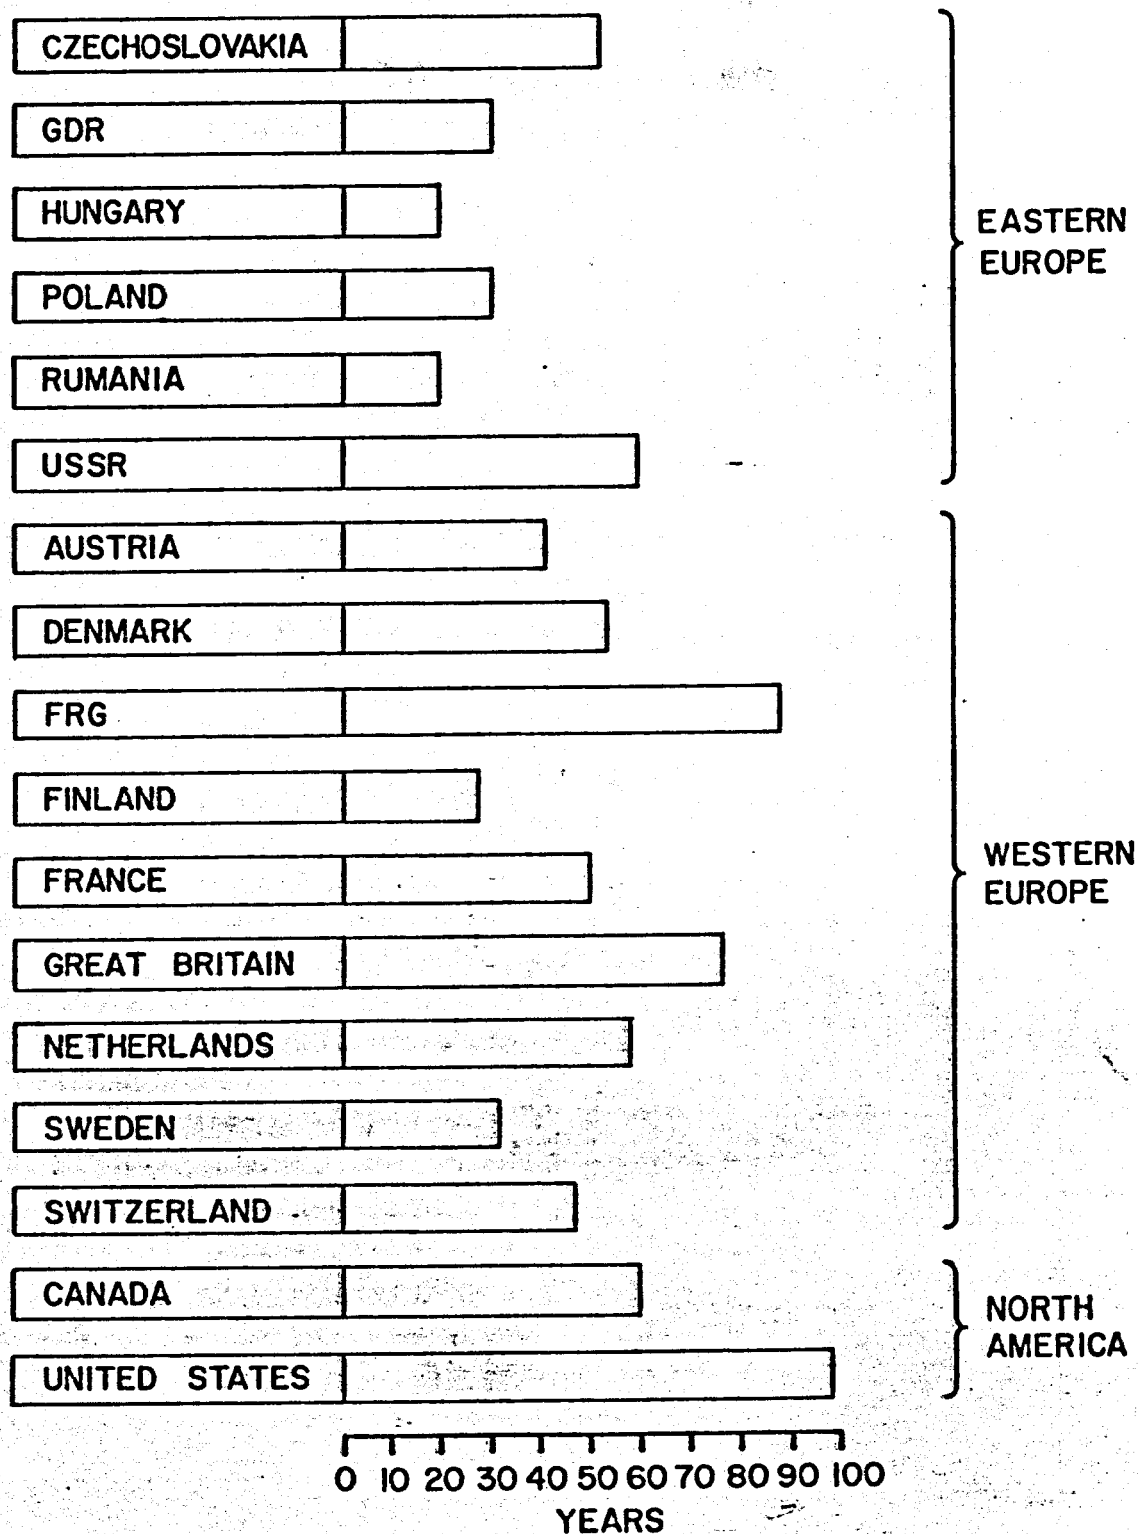 CZECHOSLOVAKIA
GDR
HUNGARY
POLAND
RUMANIA
USSR
EASTERN
EUROPE
AUSTRIA
DENMARK
FRG
FINLAND
FRANCE
GREAT BRITAIN
NETHERLANDS
SWEDEN
SWITZERLAND
WESTERN
EUROPE
CANADA
UNITED STATES
NORTH
AMERICA
0 10 20 30 40 50 60 70 80 90 100
YEARS